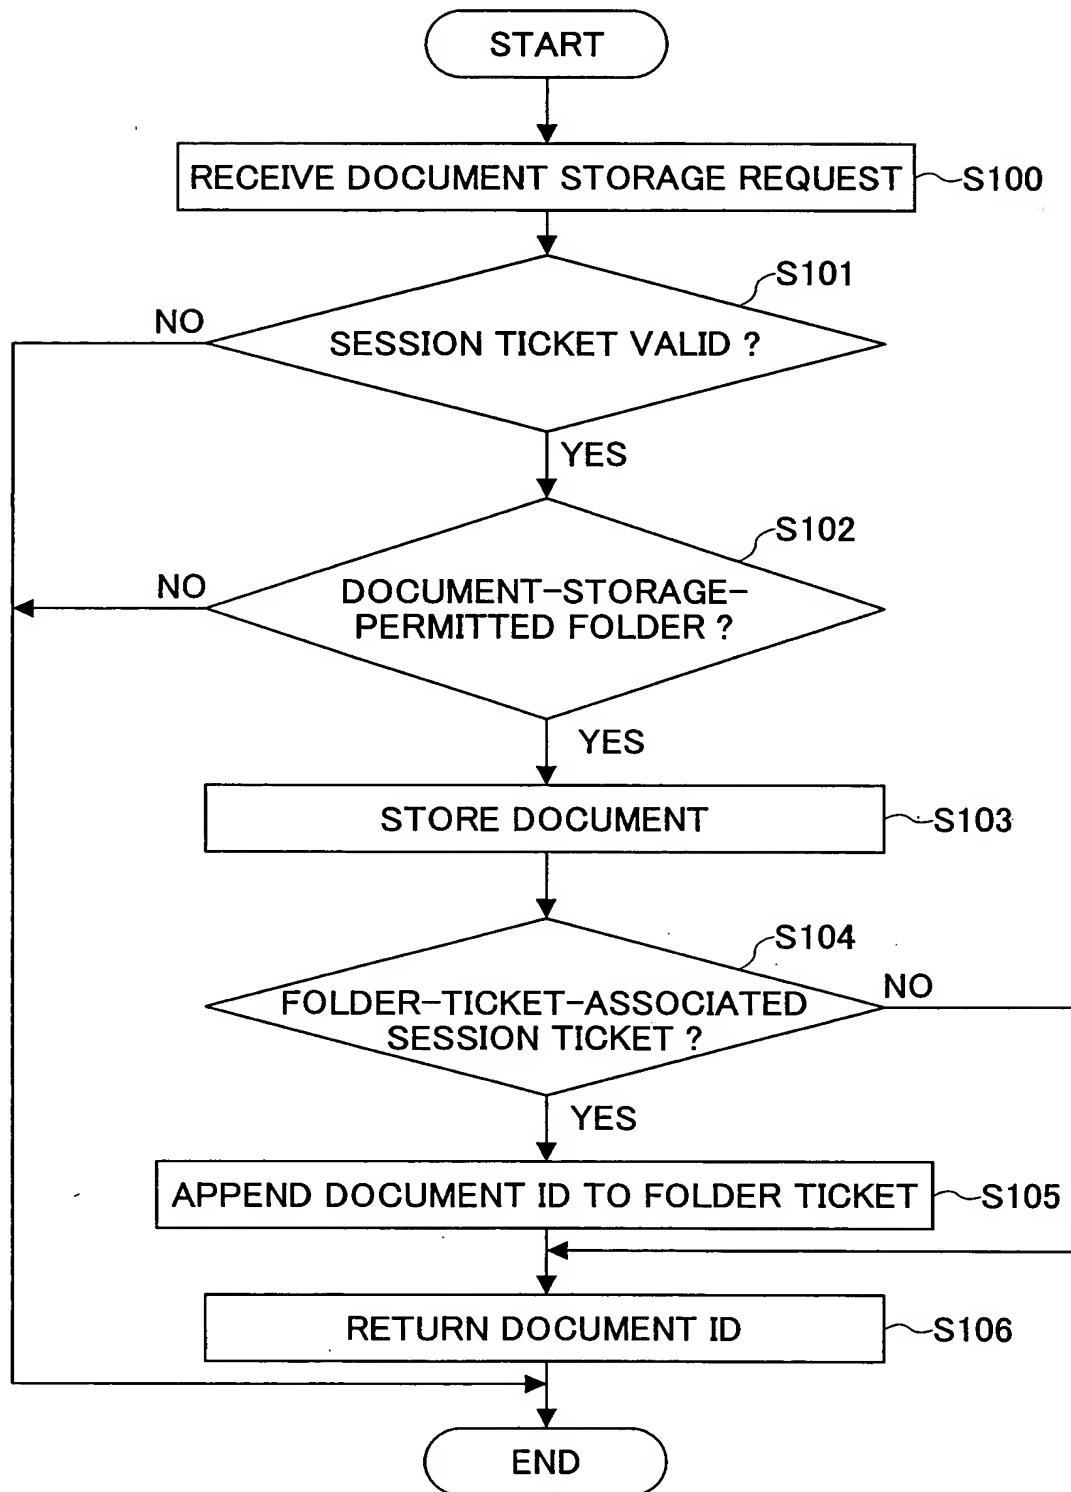 START
RECEIVE DOCUMENT STORAGE REQUEST
S100
S101
NO
SESSION TICKET VALID ?
YES
S102
NO
DOCUMENT-STORAGE-
PERMITTED FOLDER ?
YES
STORE DOCUMENT
S103
S104
NO
FOLDER-TICKET-ASSOCIATED
SESSION TICKET ?
YES
APPEND DOCUMENT ID TO FOLDER TICKET
S105
RETURN DOCUMENT ID
S106
END